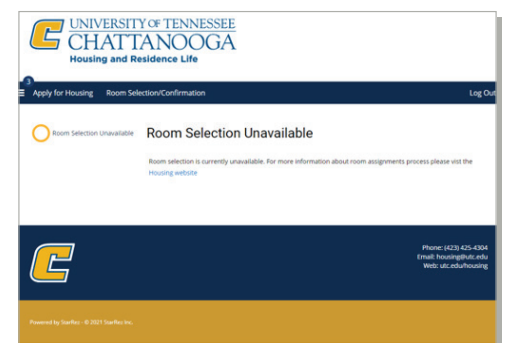 UNIVERSITY OF TENNESSEE
CHATTANOOGA
Housing and Residence Life
3
Apply for Housing Room Selection/Confirmation Log Out
Room Selection Unavailable
Room Selection Unavailable
Room selection is currently unavailable. For more information about room assignments process please vist the
Housing website
Phone: (423) 425-4304
Email: housing@utc.edu
Web: utc.edu/housing
Powered by StarRez - © 2021 StarRez Inc.